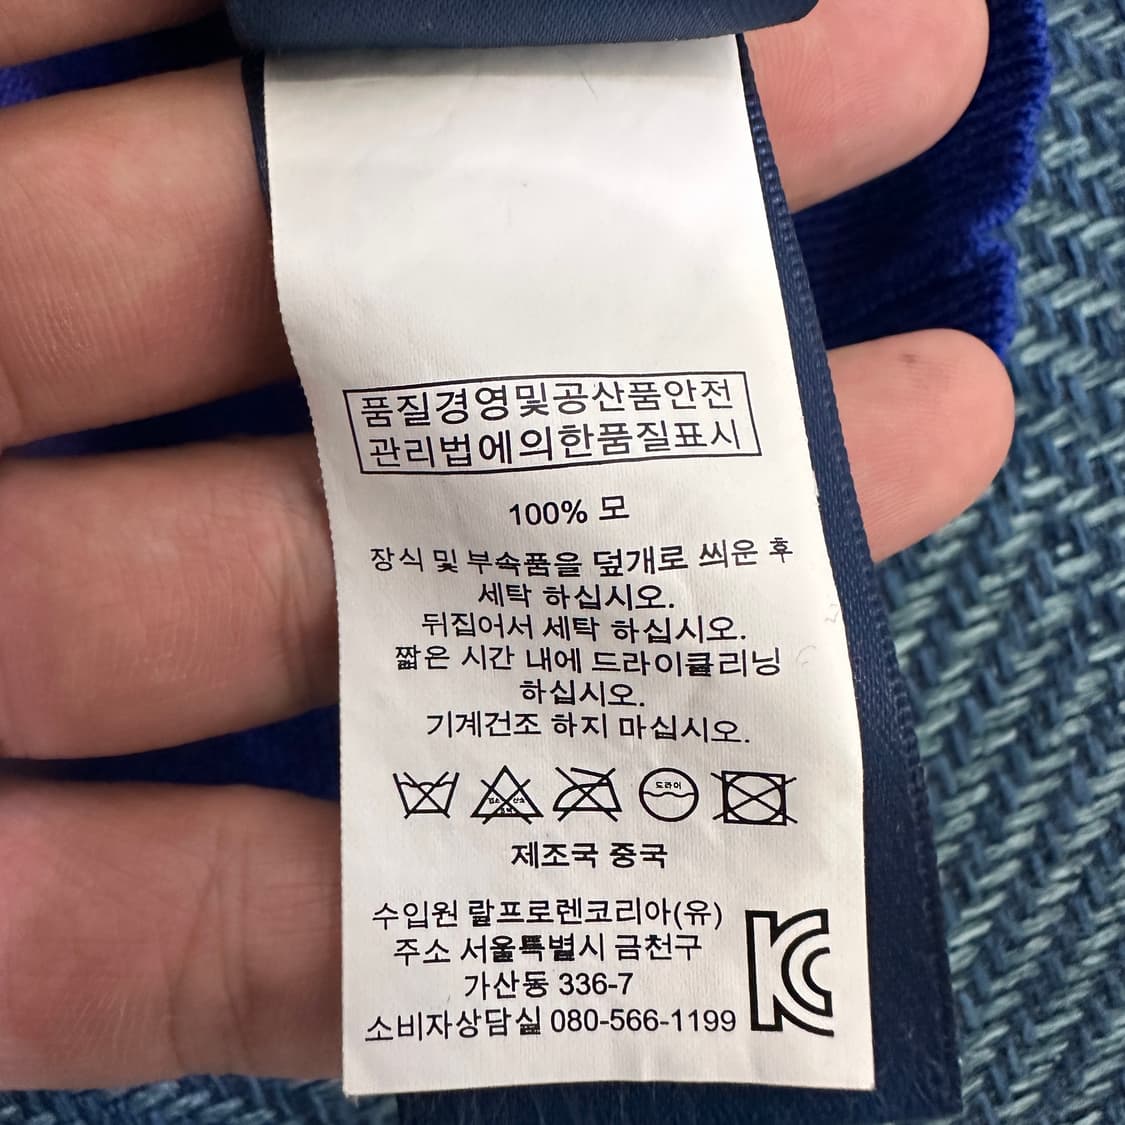 품질경영및공산품안전
관리법에의한품질표시
100% 모
장식 및 부속품을 덮개로 씌운 후
세탁 하십시오.
뒤집어서 세탁 하십시오.
짧은 시간 내에 드라이클리닝
하십시오.
기계건조 하지 마십시오.
드라이
제조국 중국
수입원 랄프로렌코리아(유)
주소 서울특별시 금천구
가산동 336-7
소비자상담실 080-566-1199
KC